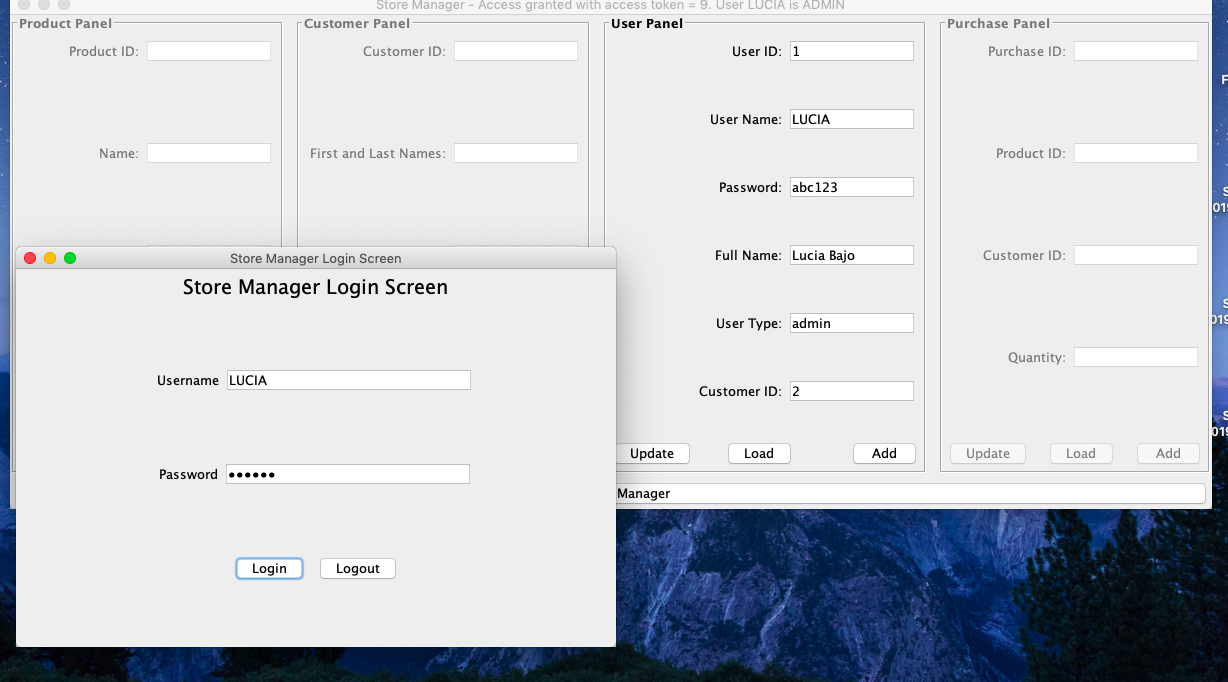 Store Manager - Access granted with access token = 9. User LUCIA is ADMIN
Product Panel
Product ID:
Name:
Customer Panel
Customer ID:
First and Last Names:
User Panel
User ID: 1
User Name: LUCIA
Password: abc123
Full Name: Lucia Bajo
User Type: admin
Customer ID: 2
Update Load Add
Purchase Panel
Purchase ID:
Product ID:
Customer ID:
Quantity:
Update Load Add
Manager
Store Manager Login Screen
Store Manager Login Screen
Username LUCIA
Password ••••••
Login Logout